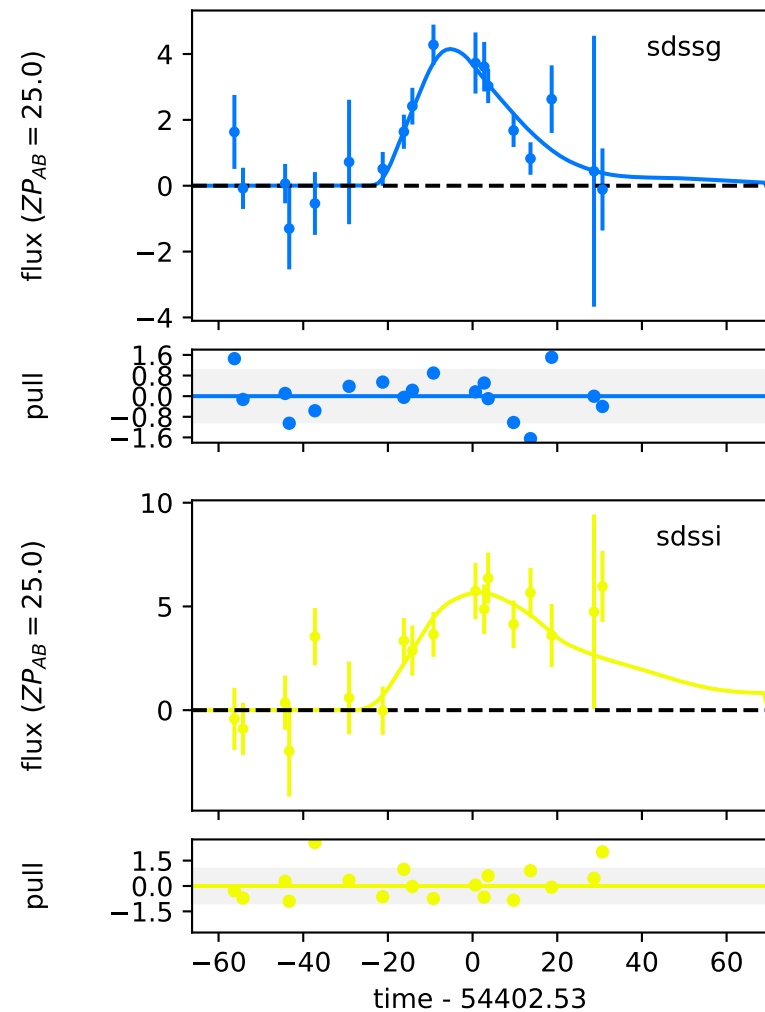 sdssg
flux (ZP_AB = 25.0)
4
2
0
−2
−4
pull
1.6
0.8
0.0
−0.8
−1.6
sdssi
flux (ZP_AB = 25.0)
10
5
0
pull
1.5
0.0
−1.5
−60 −40 −20 0 20 40 60
time - 54402.53